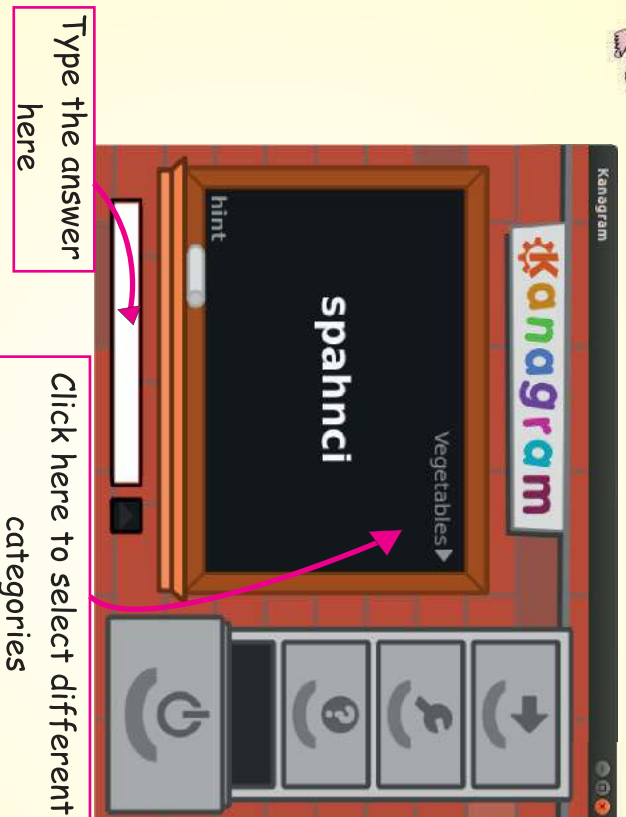 Kanagram
Kanagram
Vegetables
spahnci
hint
Type the answer
here
Click here to select different
categories